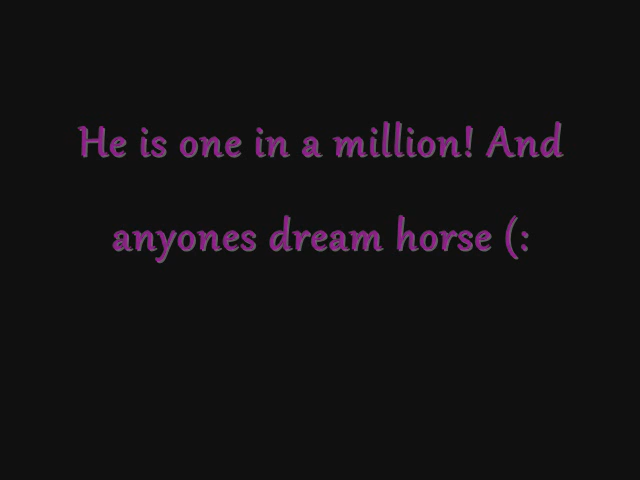 He is one in a million! And
anyones dream horse (: